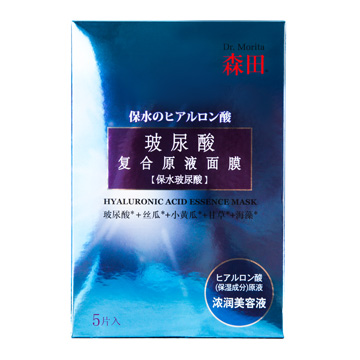 Dr. Morita
森田
保水のヒアルロン酸
玻尿酸
复合原液面膜
【保水玻尿酸】
HYALURONIC ACID ESSENCE MASK
玻尿酸*+丝瓜*+小黄瓜*+甘草*+海藻*
ヒアルロン酸
(保湿成分)原液
浓润美容液
5片入